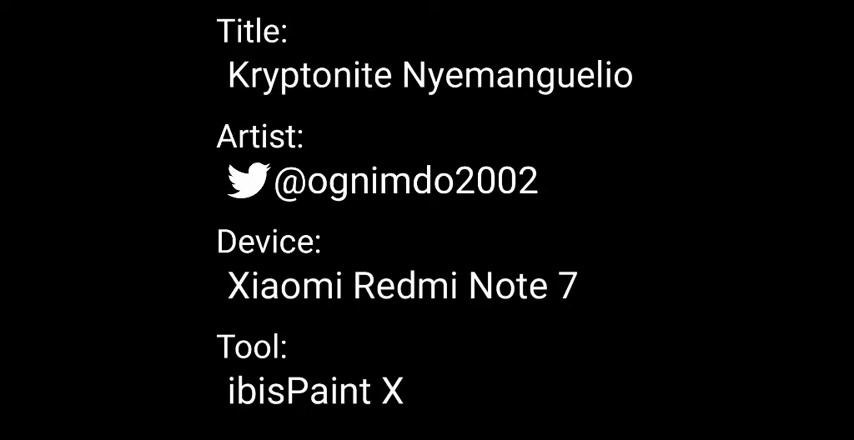 Title:
Kryptonite Nyemanguelio
Artist:
@ognimdo2002
Device:
Xiaomi Redmi Note 7
Tool:
ibisPaint X